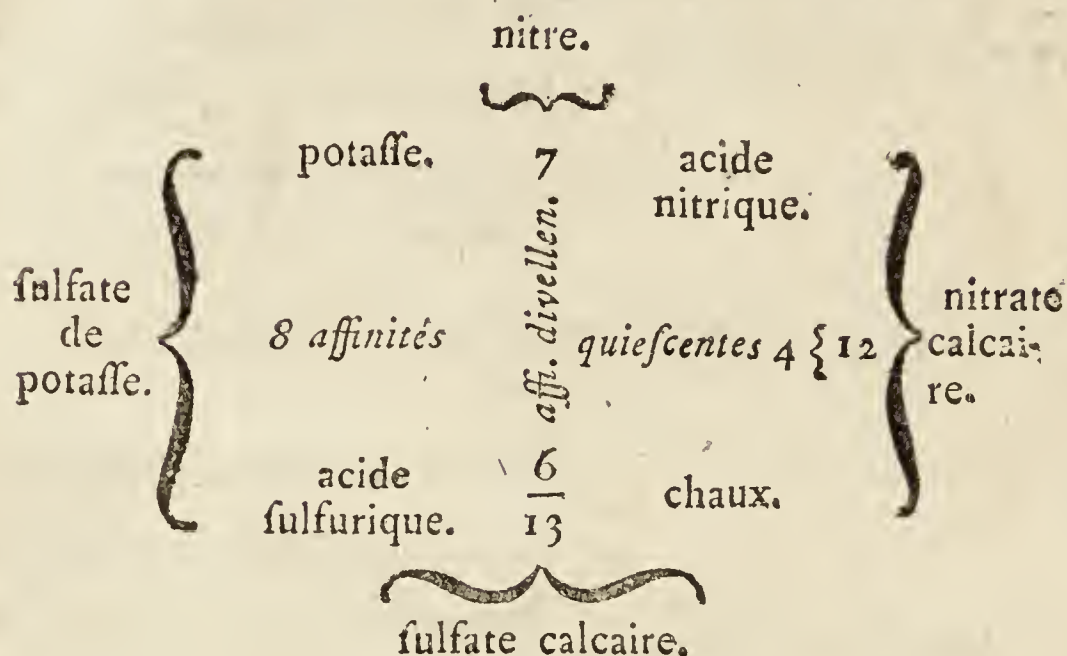 nitre.
potaſſe. 7 acide
nitrique.
ſulfate
de
potaſſe.
8 affinités
affi. divellen.
quieſcentes 4 { 12
nitrate
calcai-
re.
acide
ſulfurique.
6
13
chaux.
ſulfate calcaire.